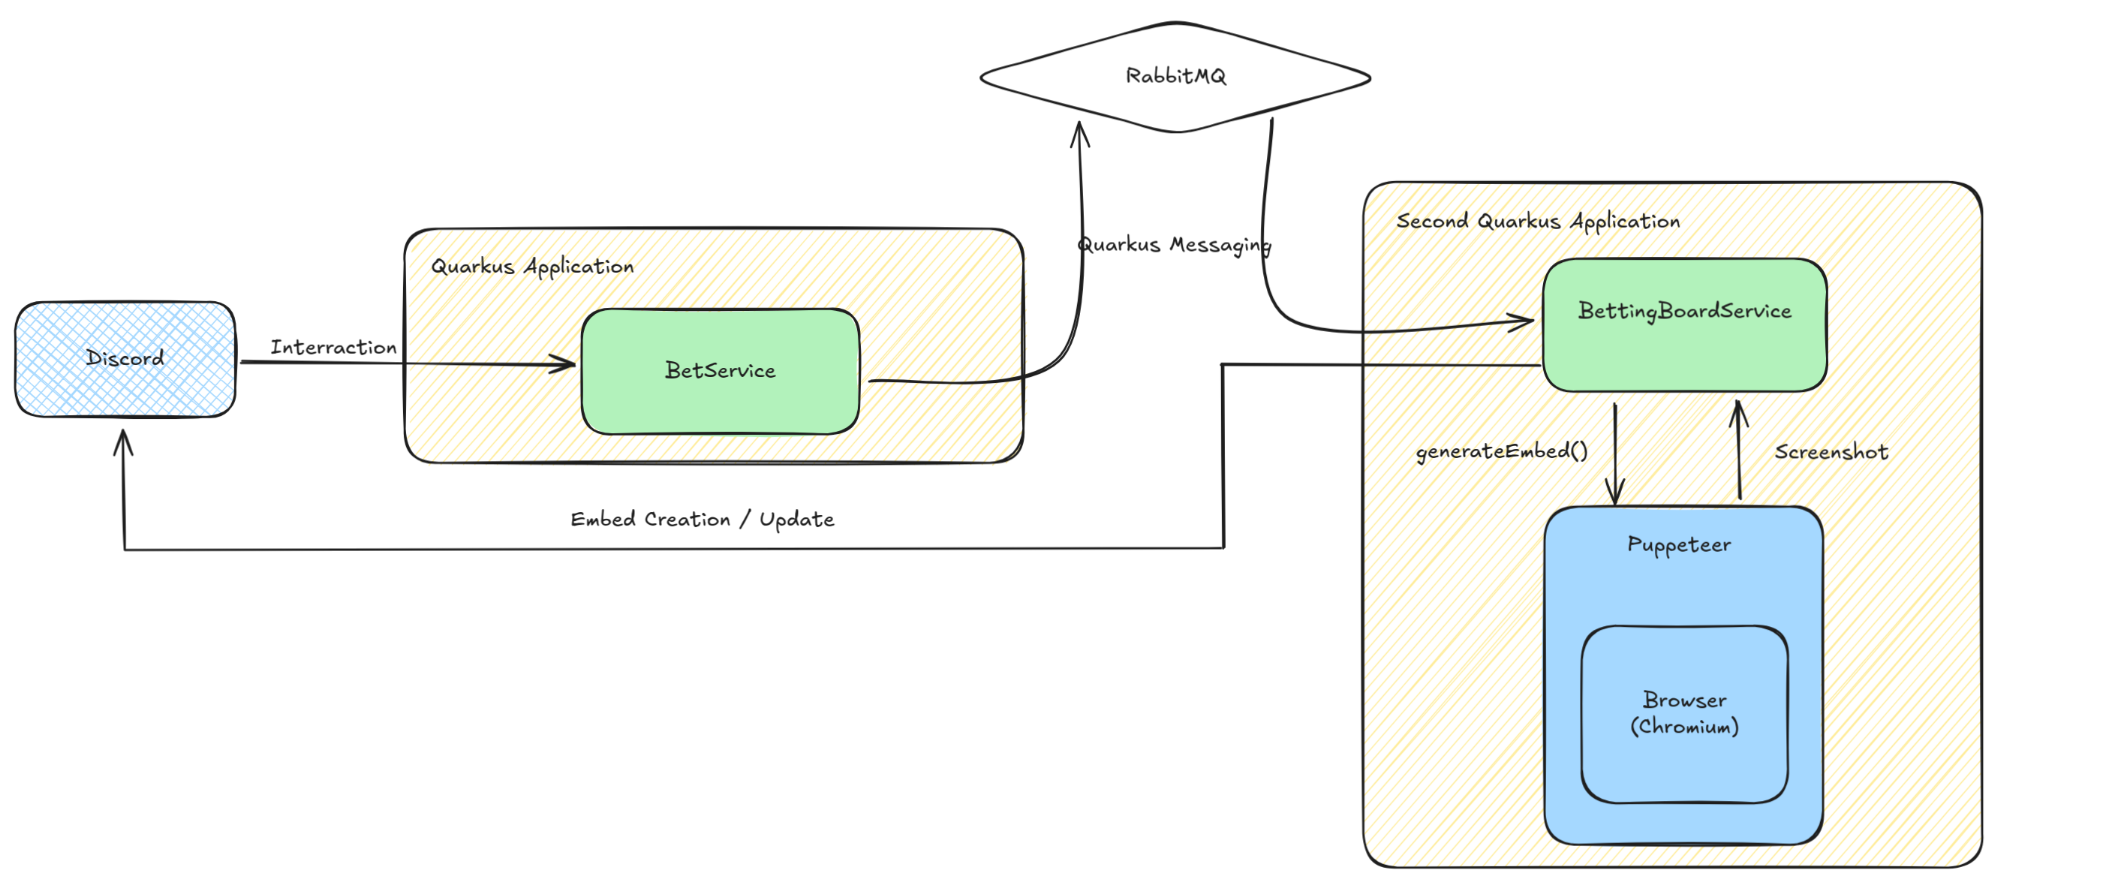 RabbitMQ
Quarkus Messaging
Second Quarkus Application
Quarkus Application
BettingBoardService
Discord
Interraction
BetService
generateEmbed()
Screenshot
Embed Creation / Update
Puppeteer
Browser
(Chromium)